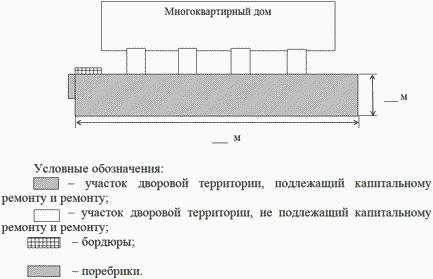 Многоквартирный дом
___ м
___ м
Условные обозначения:
– участок дворовой территории, подлежащий капитальному
ремонту и ремонту;
– участок дворовой территории, не подлежащий капитальному
ремонту и ремонту;
– бордюры;
– поребрики.